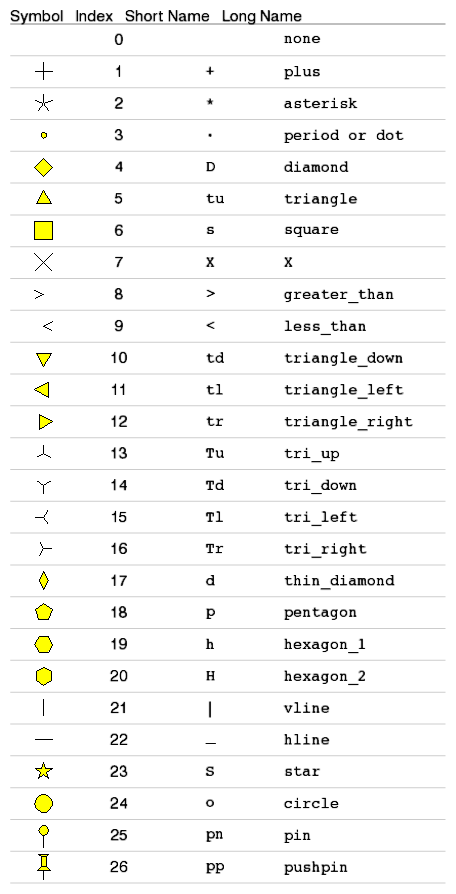 Symbol Index Short Name Long Name
0 none
1 + plus
2 * asterisk
3 . period or dot
4 D diamond
5 tu triangle
6 s square
7 X X
8 > greater_than
9 < less_than
10 td triangle_down
11 tl triangle_left
12 tr triangle_right
13 Tu tri_up
14 Td tri_down
15 Tl tri_left
16 Tr tri_right
17 d thin_diamond
18 p pentagon
19 h hexagon_1
20 H hexagon_2
21 | vline
22 _ hline
23 S star
24 o circle
25 pn pin
26 pp pushpin